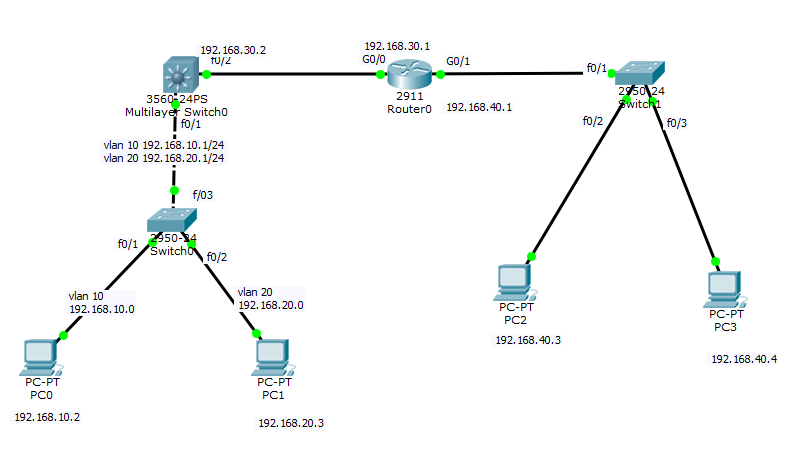 192.168.30.2
f0/2
3560-24PS
Multilayer Switch0
f0/1
vlan 10 192.168.10.1/24
vlan 20 192.168.20.1/24
192.168.30.1
G0/0
G0/1
2911
Router0
192.168.40.1
f0/1
2950-24
Switch1
f0/2
f0/3
f/03
2950-24
Switch0
f0/1
f0/2
vlan 10
192.168.10.0
vlan 20
192.168.20.0
PC-PT
PC0
192.168.10.2
PC-PT
PC1
192.168.20.3
PC-PT
PC2
192.168.40.3
PC-PT
PC3
192.168.40.4